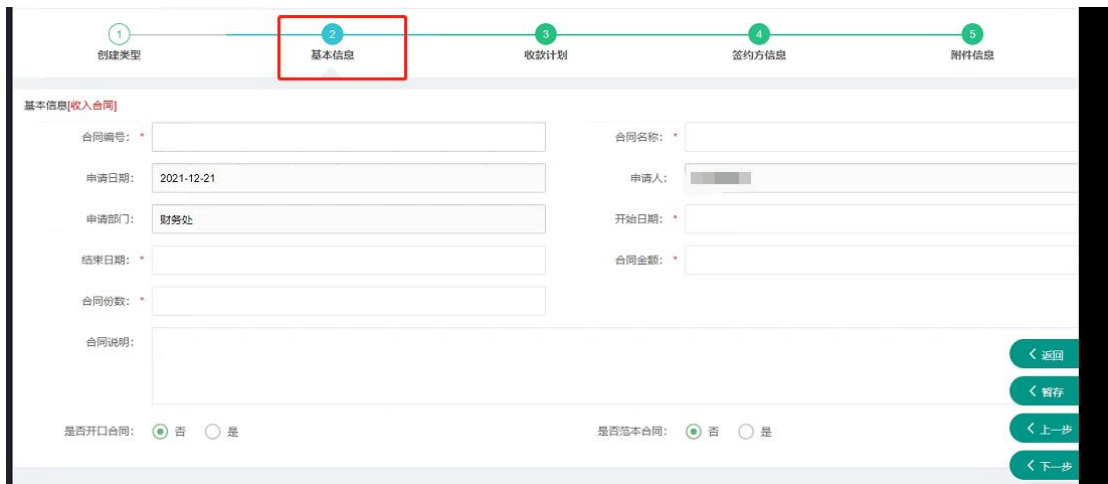 1 2 3 4 5
创建类型 基本信息 收款计划 签约方信息 附件信息
基本信息[收入合同]
合同编号： * 合同名称： *
申请日期： 2021-12-21 申请人：
申请部门： 财务处 开始日期： *
结束日期： * 合同金额： *
合同份数： *
合同说明：
返回
暂存
是否开口合同： 否 是 是否范本合同： 否 是
上一步
下一步